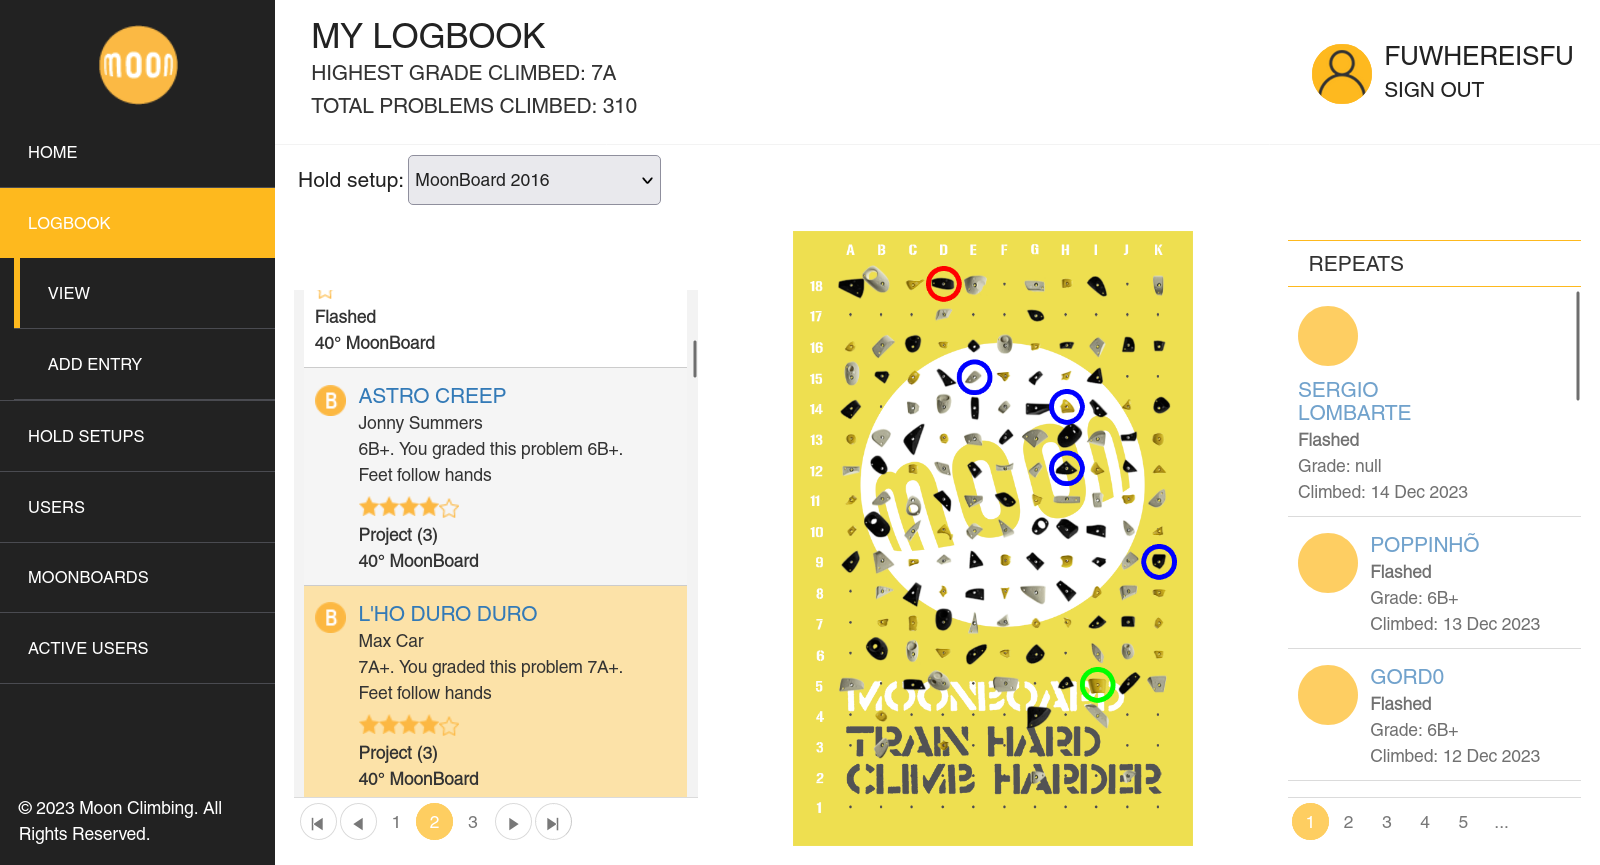 moon
HOME
LOGBOOK
VIEW
ADD ENTRY
HOLD SETUPS
USERS
MOONBOARDS
ACTIVE USERS
© 2023 Moon Climbing. All
Rights Reserved.
MY LOGBOOK
HIGHEST GRADE CLIMBED: 7A
TOTAL PROBLEMS CLIMBED: 310
FUWHEREISFU
SIGN OUT
Hold setup: MoonBoard 2016
Flashed
40° MoonBoard
B
ASTRO CREEP
Jonny Summers
6B+. You graded this problem 6B+.
Feet follow hands
Project (3)
40° MoonBoard
B
L'HO DURO DURO
Max Car
7A+. You graded this problem 7A+.
Feet follow hands
Project (3)
40° MoonBoard
1 2 3
A B C D E F G H I J K
18
17
16
15
14
13
12
11
10
9
8
7
6
5
4
3
2
1
moon
MOONBOARD
TRAIN HARD
CLIMB HARDER
REPEATS
SERGIO
LOMBARTE
Flashed
Grade: null
Climbed: 14 Dec 2023
POPPINHÕ
Flashed
Grade: 6B+
Climbed: 13 Dec 2023
GORD0
Flashed
Grade: 6B+
Climbed: 12 Dec 2023
1 2 3 4 5 ...